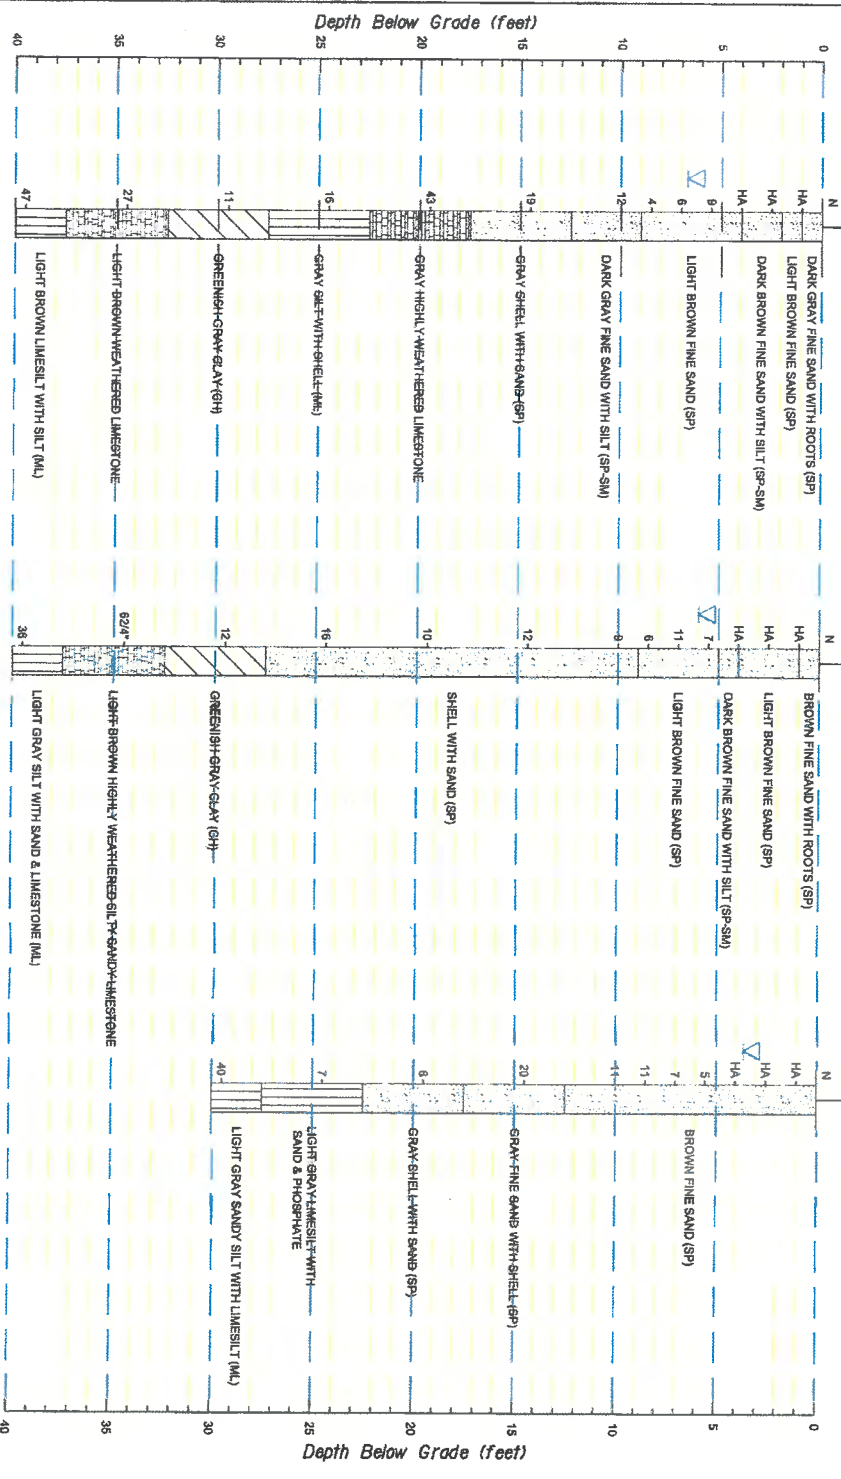 Depth Below Grade (feet)
0
5
10
15
20
25
30
35
40
N
HA
HA
HA
9
6
4
12
19
43
16
11
27
47
DARK GRAY FINE SAND WITH ROOTS (SP)
LIGHT BROWN FINE SAND (SP)
DARK BROWN FINE SAND WITH SILT (SP-SM)
LIGHT BROWN FINE SAND (SP)
DARK GRAY FINE SAND WITH SILT (SP-SM)
GRAY SHELL WITH SAND (SP)
GRAY HIGHLY WEATHERED LIMESTONE
GRAY SILT WITH SHELL (ML)
GREENISH GRAY CLAY (CH)
LIGHT BROWN WEATHERED LIMESTONE
LIGHT BROWN LIMESILT WITH SILT (ML)
N
HA
HA
HA
7
11
6
9
12
10
16
12
62/4"
36
BROWN FINE SAND WITH ROOTS (SP)
LIGHT BROWN FINE SAND (SP)
DARK BROWN FINE SAND WITH SILT (SP-SM)
LIGHT BROWN FINE SAND (SP)
SHELL WITH SAND (SP)
GREENISH GRAY CLAY (CH)
LIGHT BROWN HIGHLY WEATHERED SILTY SANDY LIMESTONE
LIGHT GRAY SILT WITH SAND & LIMESTONE (ML)
N
HA
HA
HA
5
7
11
11
20
6
7
40
BROWN FINE SAND (SP)
GRAY FINE SAND WITH SHELL (SP)
GRAY SHELL WITH SAND (SP)
LIGHT GRAY LIMESILT WITH
SAND & PHOSPHATE
LIGHT GRAY SANDY SILT WITH LIMESILT (ML)
0
5
10
15
20
25
30
35
40
Depth Below Grade (feet)